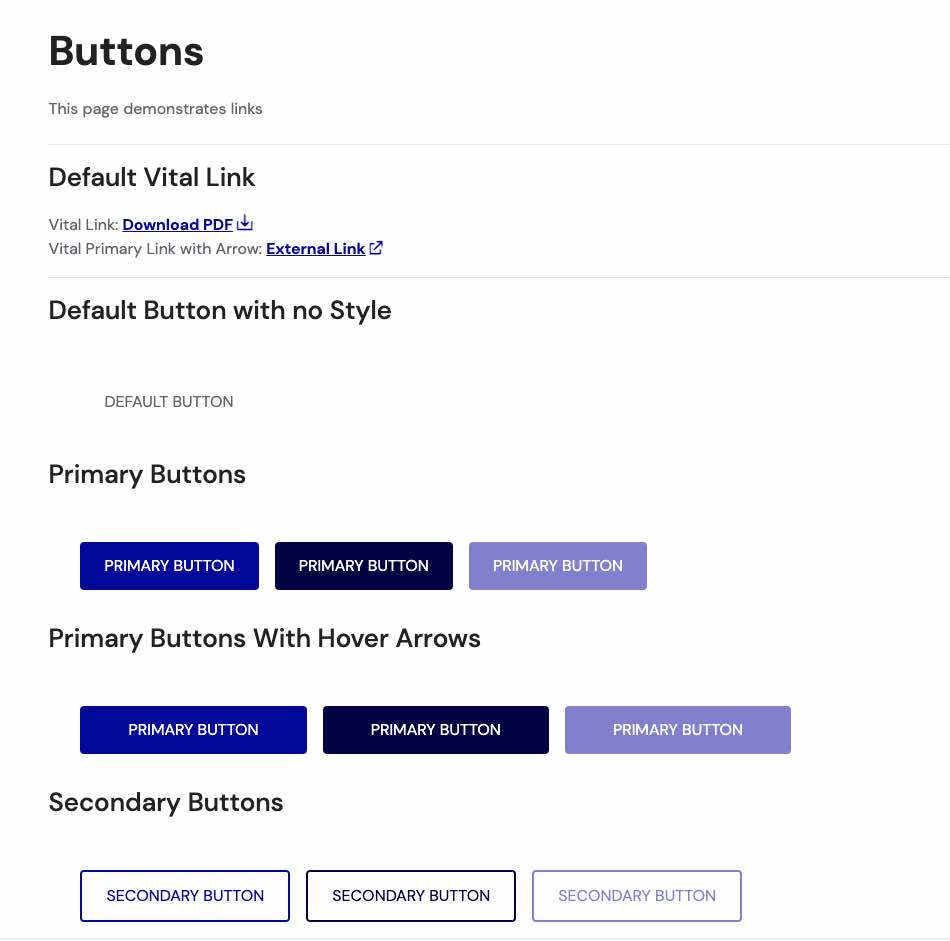 Buttons
This page demonstrates links
Default Vital Link
Vital Link: Download PDF
Vital Primary Link with Arrow: External Link
Default Button with no Style
DEFAULT BUTTON
Primary Buttons
PRIMARY BUTTON PRIMARY BUTTON PRIMARY BUTTON
Primary Buttons With Hover Arrows
PRIMARY BUTTON PRIMARY BUTTON PRIMARY BUTTON
Secondary Buttons
SECONDARY BUTTON SECONDARY BUTTON SECONDARY BUTTON